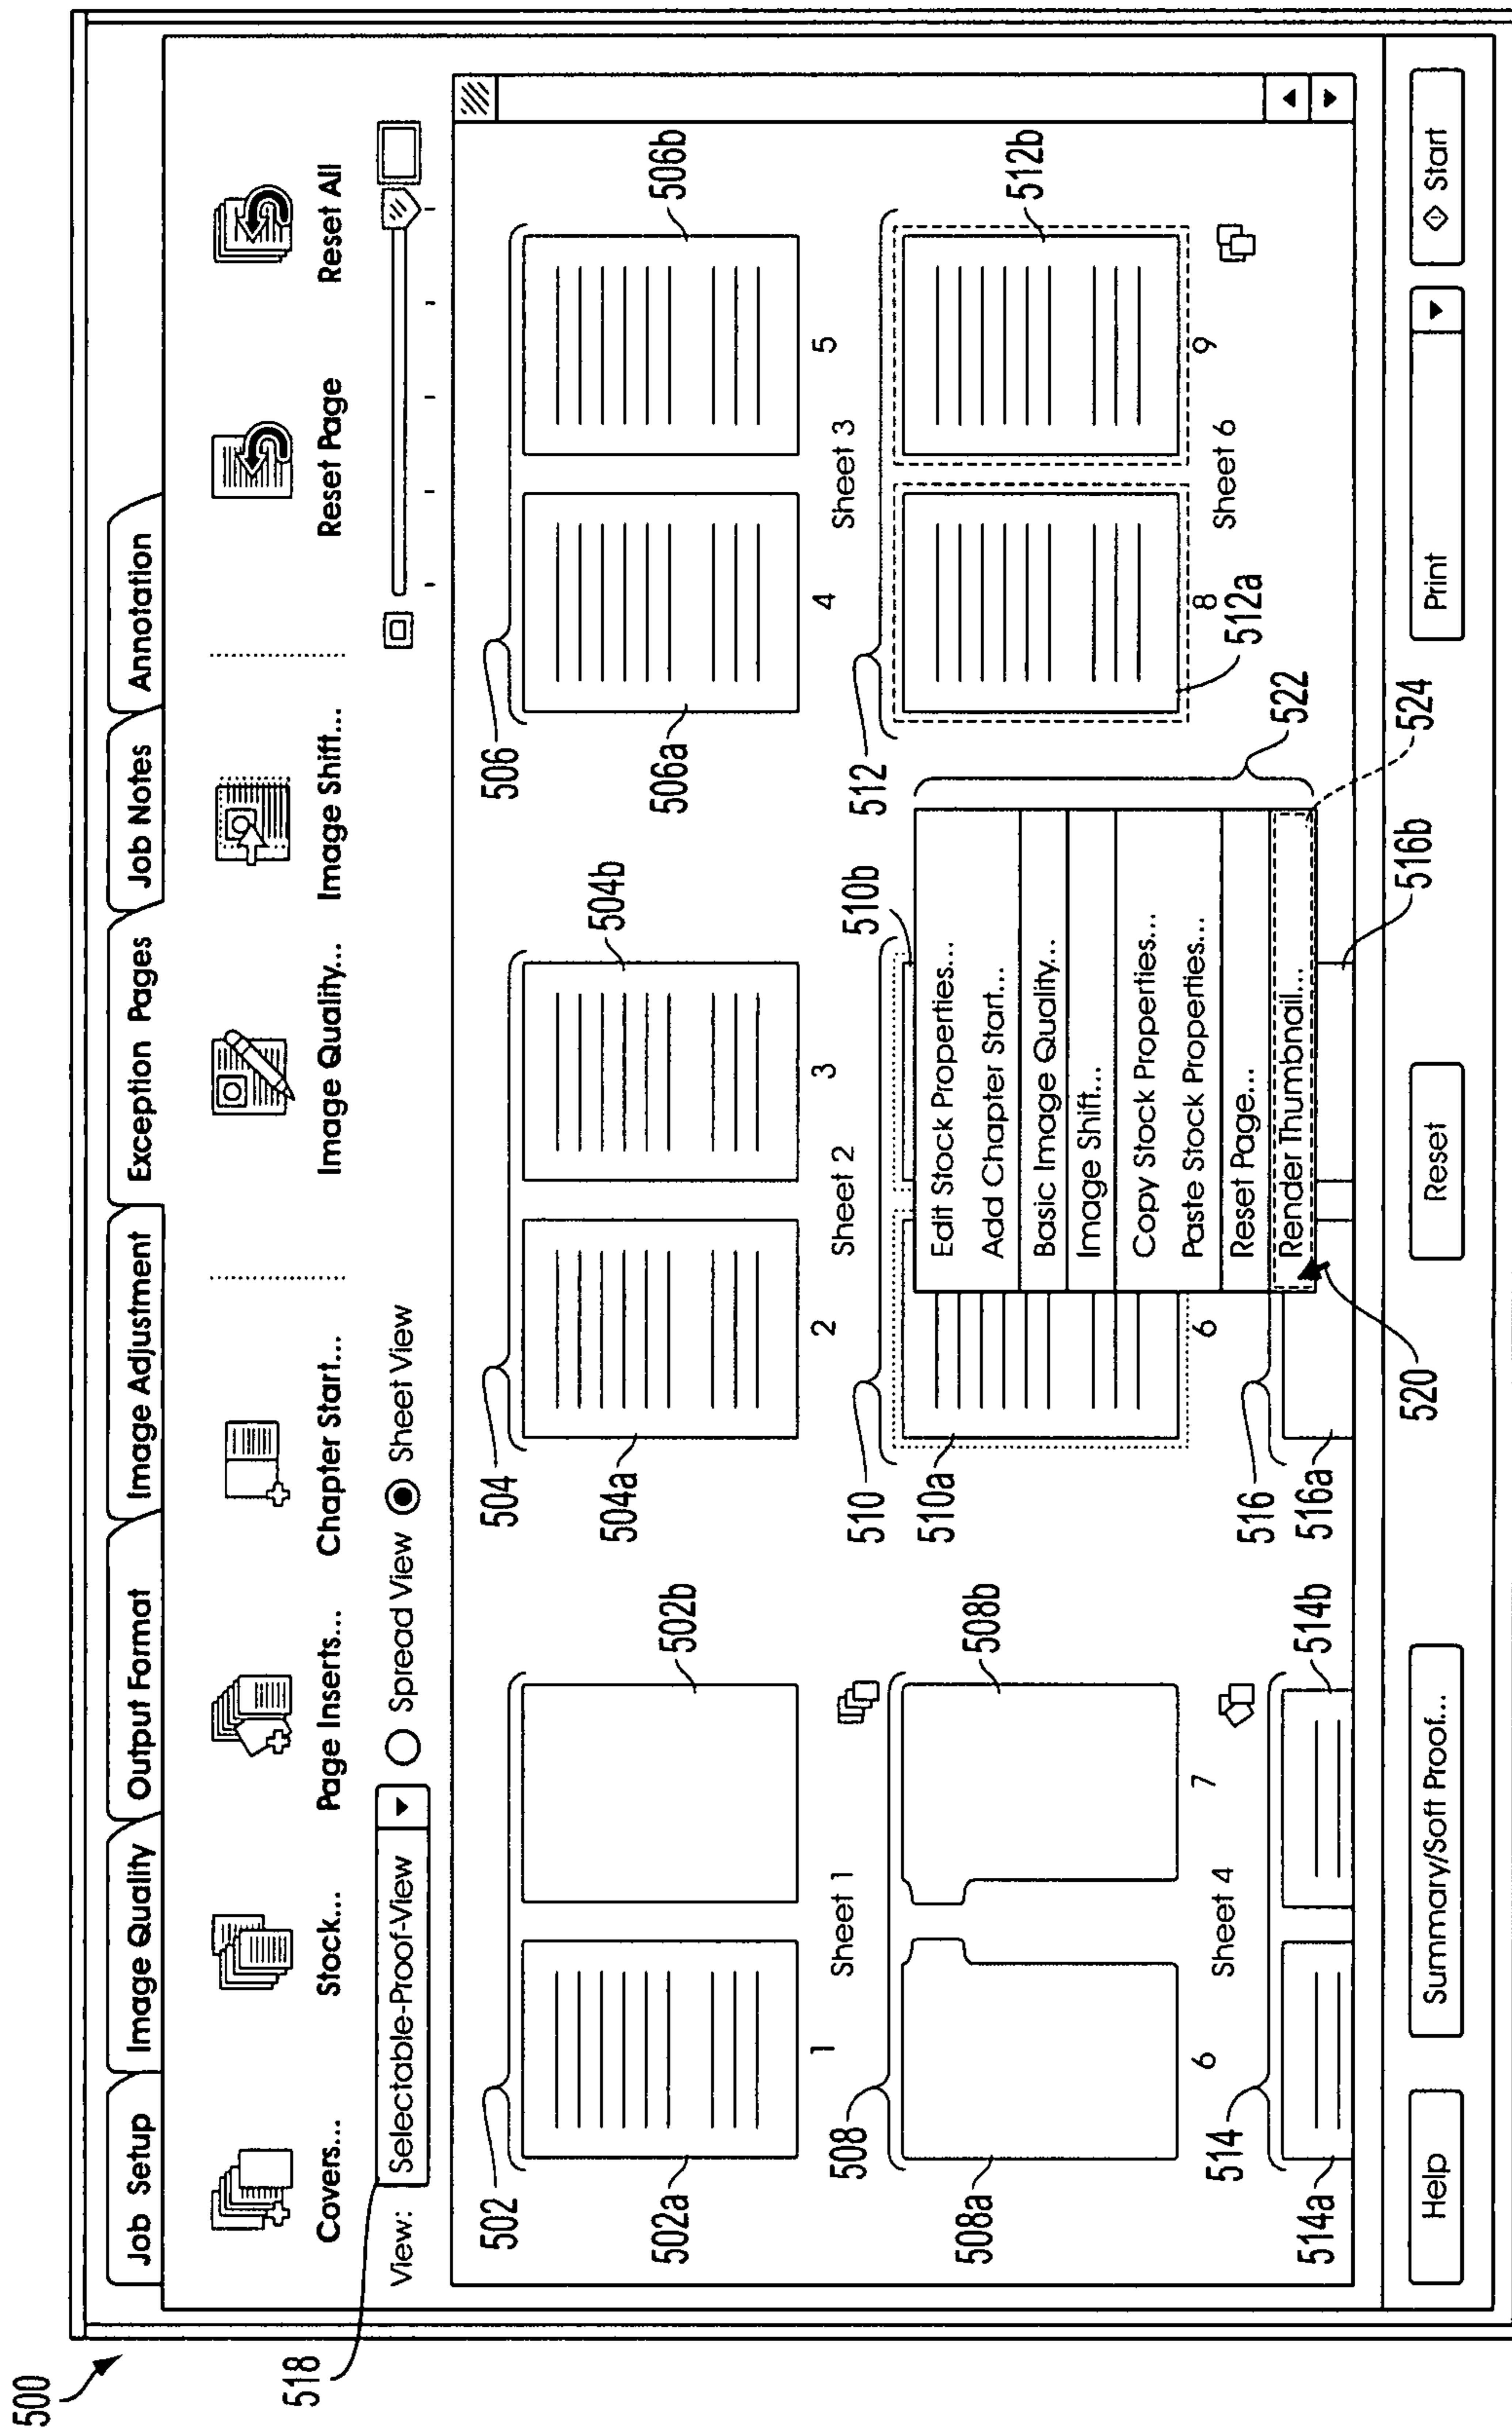 500
Job Setup Image Quality Output Format Image Adjustment Exception Pages Job Notes Annotation
Covers... Stock... Page Inserts... Chapter Start... Image Quality... Image Shift... Reset Page Reset All
518
View: Selectable-Proof-View Spread View Sheet View
502 504 506
502a 502b 504a 504b 506a 506b
1 2 3 4 5
Sheet 1 Sheet 2 Sheet 3
508 510 510b 512
508a 508b 510a 512b
Edit Stock Properties...
Add Chapter Start...
Basic Image Quality...
Image Shift...
Copy Stock Properties...
Paste Stock Properties...
Reset Page...
Render Thumbnail...
6 7 6 8 9
Sheet 4 Sheet 6
512a
514 514b 516 522
514a 516a 516b 524
520
Help Summary/Soft Proof... Reset Print Start